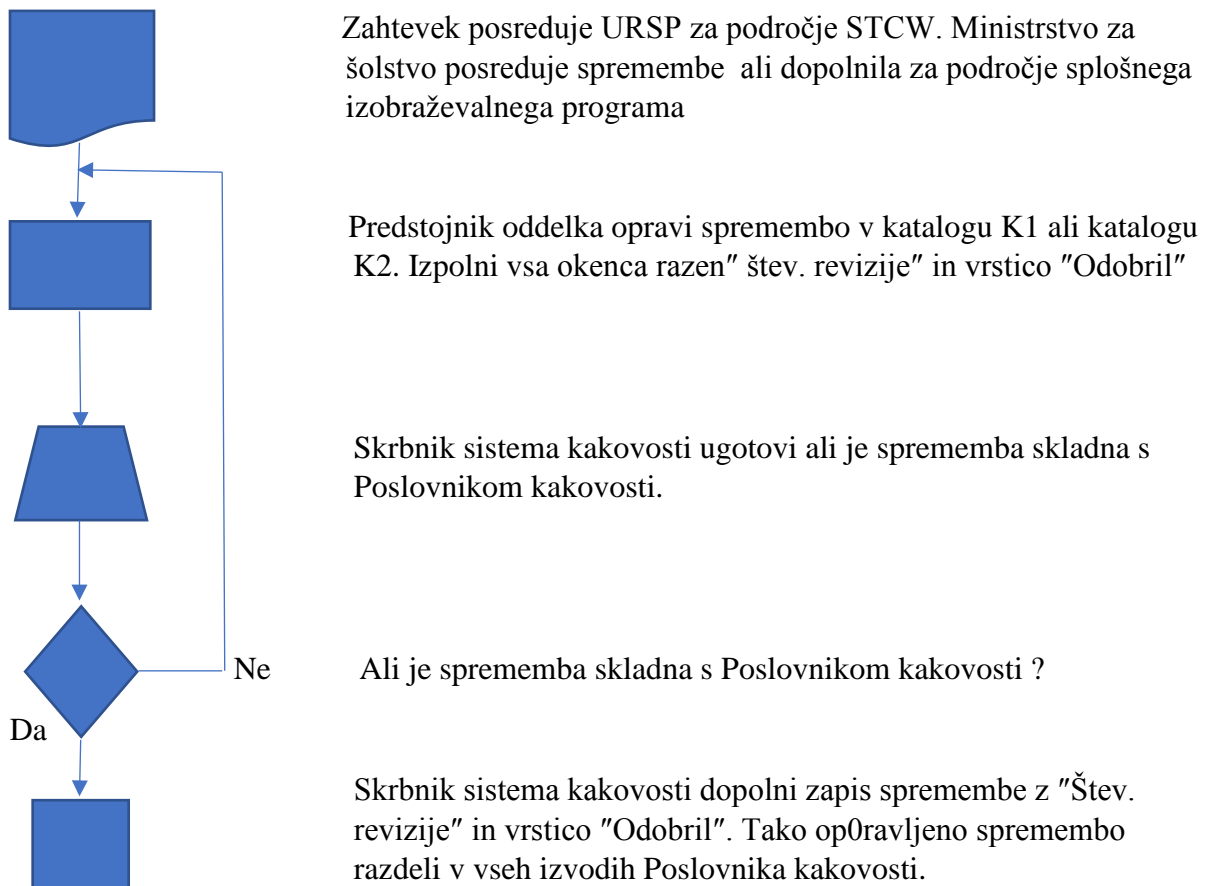 Zahtevek posreduje URSP za področje STCW. Ministrstvo za
šolstvo posreduje spremembe ali dopolnila za področje splošnega
izobraževalnega programa
Predstojnik oddelka opravi spremembo v katalogu K1 ali katalogu
K2. Izpolni vsa okenca razen″ štev. revizije″ in vrstico ″Odobril″
Skrbnik sistema kakovosti ugotovi ali je sprememba skladna s
Poslovnikom kakovosti.
Ne
Ali je sprememba skladna s Poslovnikom kakovosti ?
Da
Skrbnik sistema kakovosti dopolni zapis spremembe z ″Štev.
revizije″ in vrstico ″Odobril″. Tako op0ravljeno spremembo
razdeli v vseh izvodih Poslovnika kakovosti.